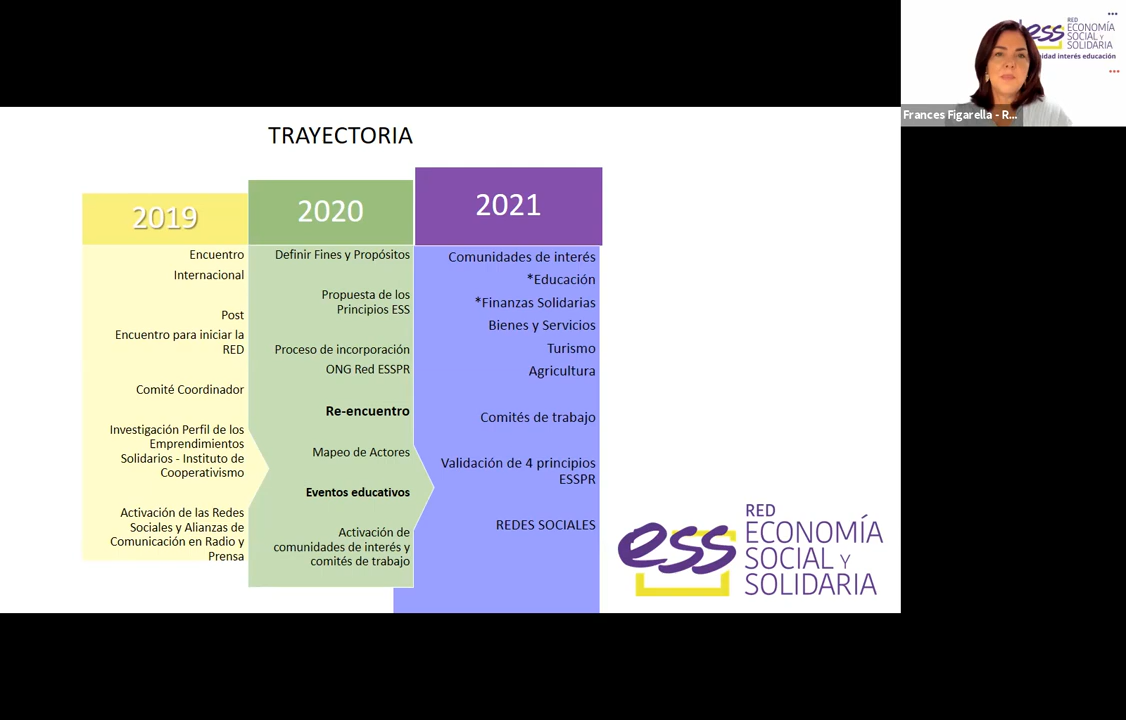 TRAYECTORIA
2019
Encuentro
Internacional
Post
Encuentro para iniciar la
RED
Comité Coordinador
Investigación Perfil de los
Emprendimientos
Solidarios - Instituto de
Cooperativismo
Activación de las Redes
Sociales y Alianzas de
Comunicación en Radio y
Prensa
2020
Definir Fines y Propósitos
Propuesta de los
Principios ESS
Proceso de incorporación
ONG Red ESSPR
Re-encuentro
Mapeo de Actores
Eventos educativos
Activación de
comunidades de interés y
comités de trabajo
2021
Comunidades de interés
*Educación
*Finanzas Solidarias
Bienes y Servicios
Turismo
Agricultura
Comités de trabajo
Validación de 4 principios
ESSPR
REDES SOCIALES
ess
RED
ECONOMÍA
SOCIAL Y
SOLIDARIA
ess
RED
ECONOMÍA
SOCIAL Y
SOLIDARIA
interés educación
Frances Figarella - R...